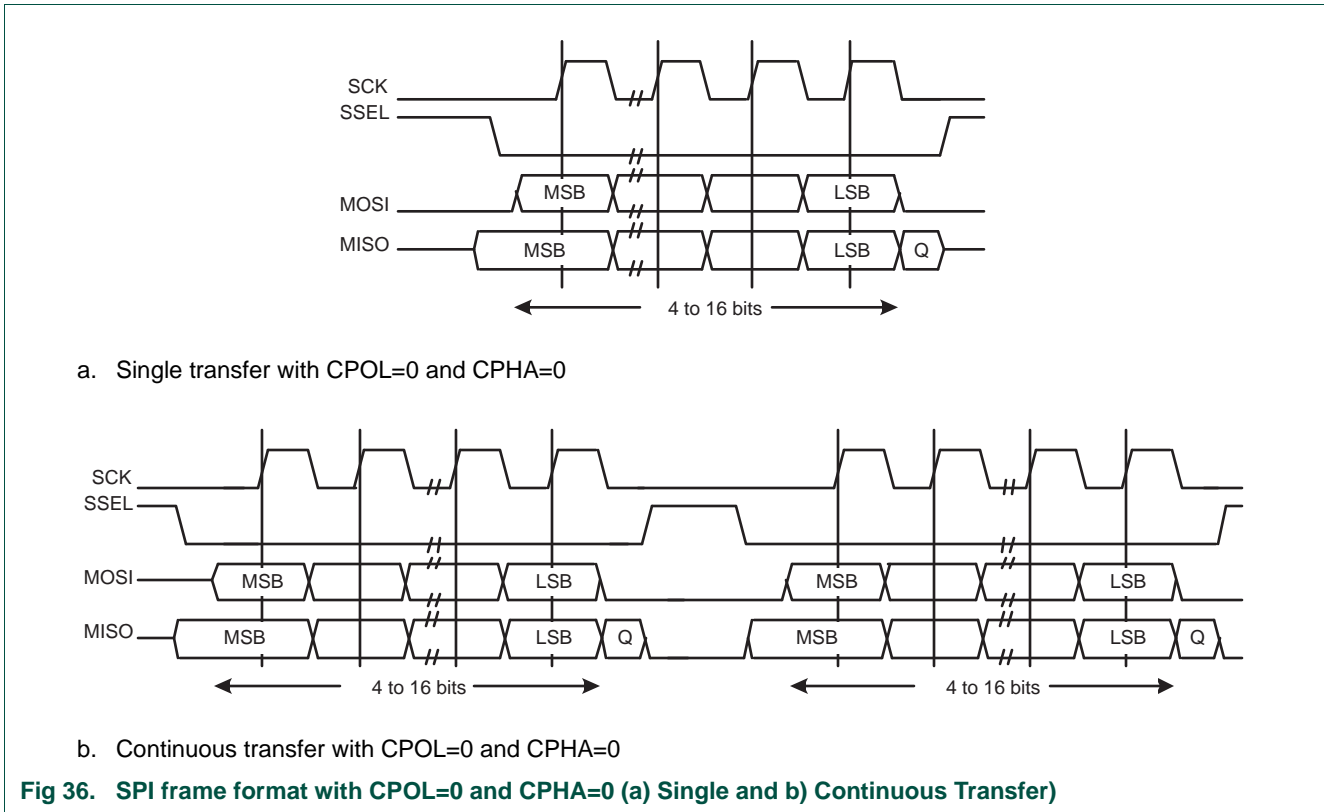 SCK
SSEL
MOSI MSB LSB
MISO MSB LSB Q
4 to 16 bits
a. Single transfer with CPOL=0 and CPHA=0
SCK
SSEL
MOSI MSB LSB MSB LSB
MISO MSB LSB Q MSB LSB Q
4 to 16 bits 4 to 16 bits
b. Continuous transfer with CPOL=0 and CPHA=0
Fig 36. SPI frame format with CPOL=0 and CPHA=0 (a) Single and b) Continuous Transfer)